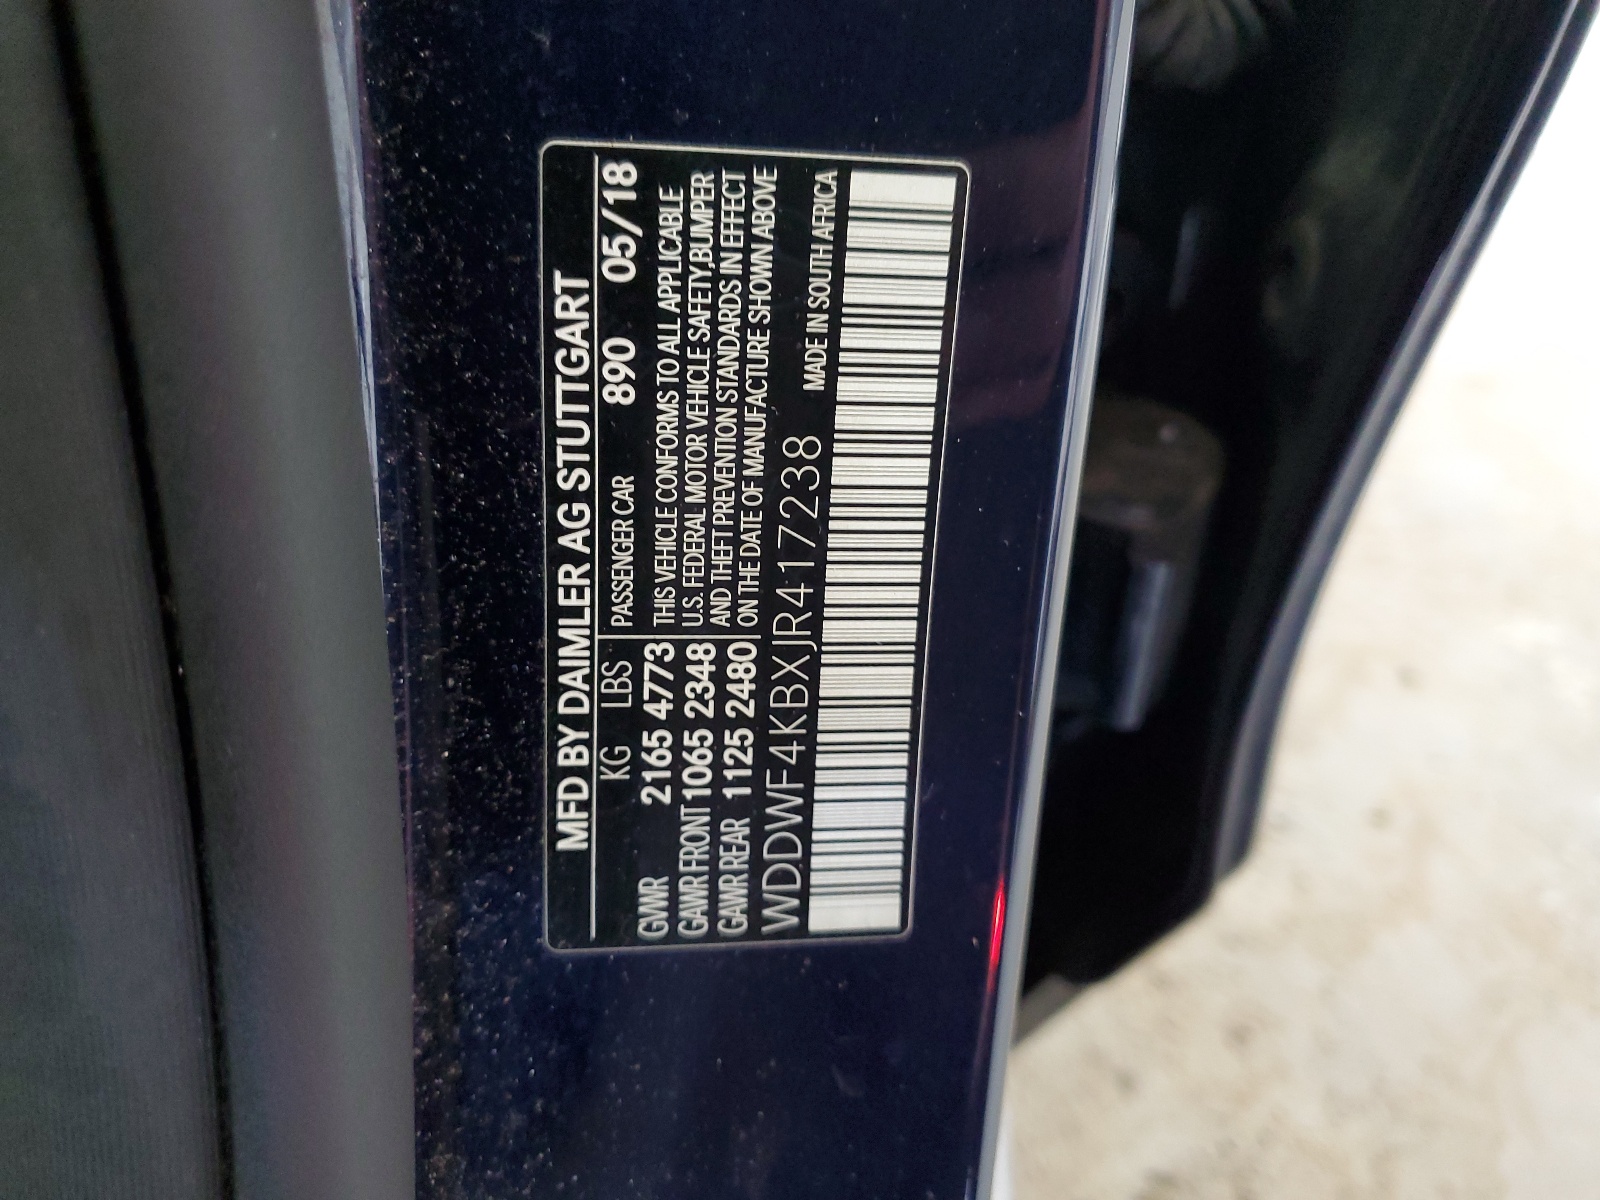 MFD BY DAIMLER AG STUTTGART
KG LBS PASSENGER CAR 890 05/18
GVWR 2165 4773 THIS VEHICLE CONFORMS TO ALL APPLICABLE
GAWR FRONT 1065 2348 U.S. FEDERAL MOTOR VEHICLE SAFETY,BUMPER
GAWR REAR 1125 2480 AND THEFT PREVENTION STANDARDS IN EFFECT
ON THE DATE OF MANUFACTURE SHOWN ABOVE
WDDWF4KBXJR417238 MADE IN SOUTH AFRICA